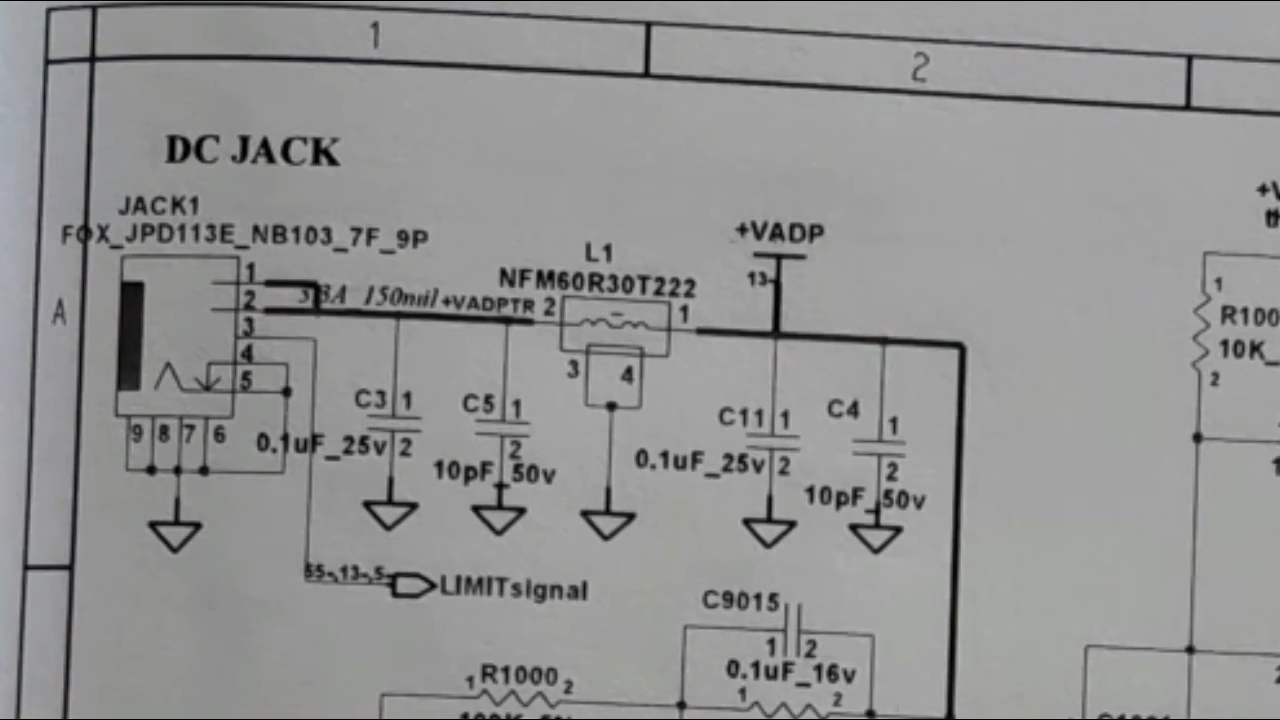 1
2
DC JACK
JACK1
FOX_JPD113E_NB103_7F_9P
A
1
2
3
4
5
9 8 7 6
150mil
+VADPTR
L1
NFM60R30T222
2
1
3
4
+VADP
13
C3 1
0.1uF_25v 2
C5 1
2
10pF_50v
C11 1
0.1uF_25v 2
C4
1
2
10pF_50v
LIMITsignal
C9015
1 2
0.1uF_16v
1 2
1 R1000 2
1
R100
10K_
2